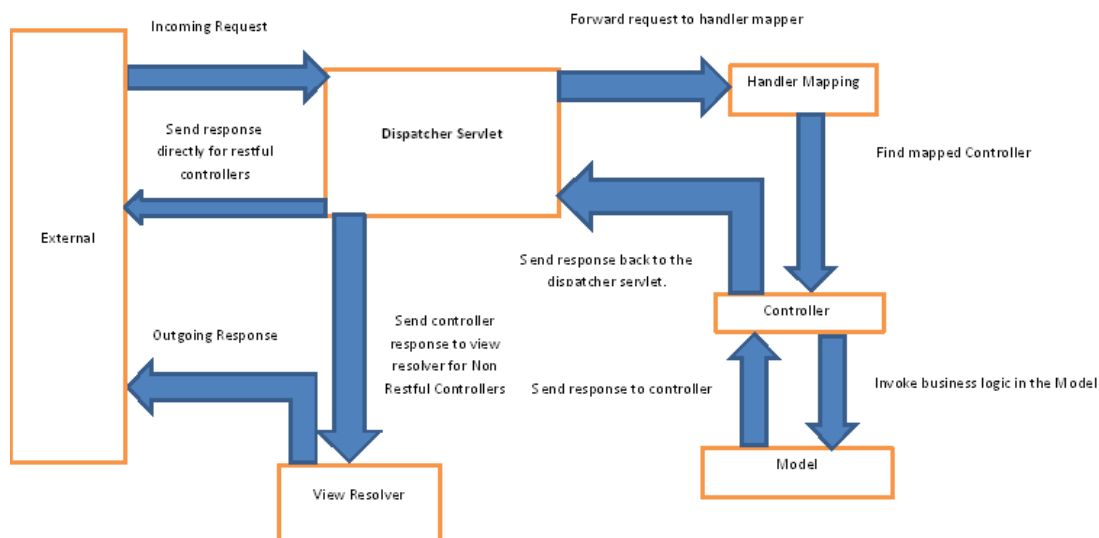 Forward request to handler mapper
Incoming Request
Handler Mapping
Dispatcher Servlet
Send response
directly for restful
controllers
Find mapped Controller
External
Send response back to the
dispatcher servlet.
Controller
Outgoing Response
Send controller
response to view
resolver for Non
Restful Controllers
Send response to controller
Invoke business logic in the Model
Model
View Resolver